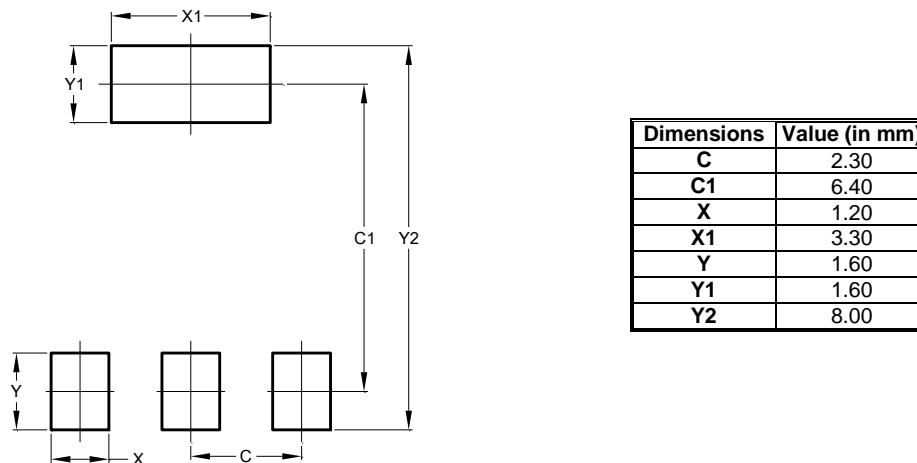 X1
Y1
C1
Y2
Y
X
C
Dimensions Value (in mm)
C 2.30
C1 6.40
X 1.20
X1 3.30
Y 1.60
Y1 1.60
Y2 8.00